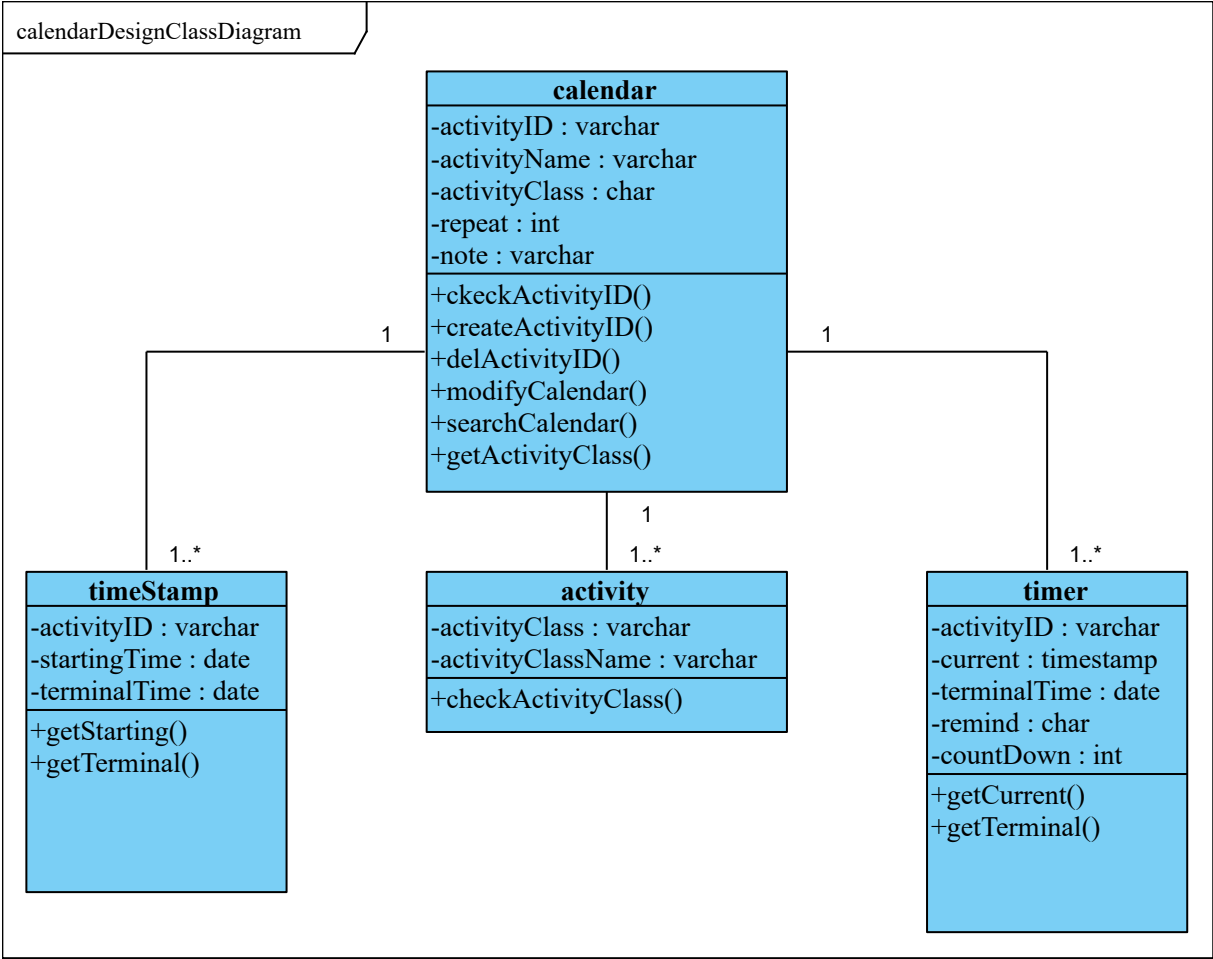 calendarDesignClassDiagram
calendar
-activityID : varchar
-activityName : varchar
-activityClass : char
-repeat : int
-note : varchar
+ckeckActivityID()
+createActivityID()
+delActivityID()
+modifyCalendar()
+searchCalendar()
+getActivityClass()
1
1
1
1..*
1..*
1..*
timeStamp
-activityID : varchar
-startingTime : date
-terminalTime : date
+getStarting()
+getTerminal()
activity
-activityClass : varchar
-activityClassName : varchar
+checkActivityClass()
timer
-activityID : varchar
-current : timestamp
-terminalTime : date
-remind : char
-countDown : int
+getCurrent()
+getTerminal()